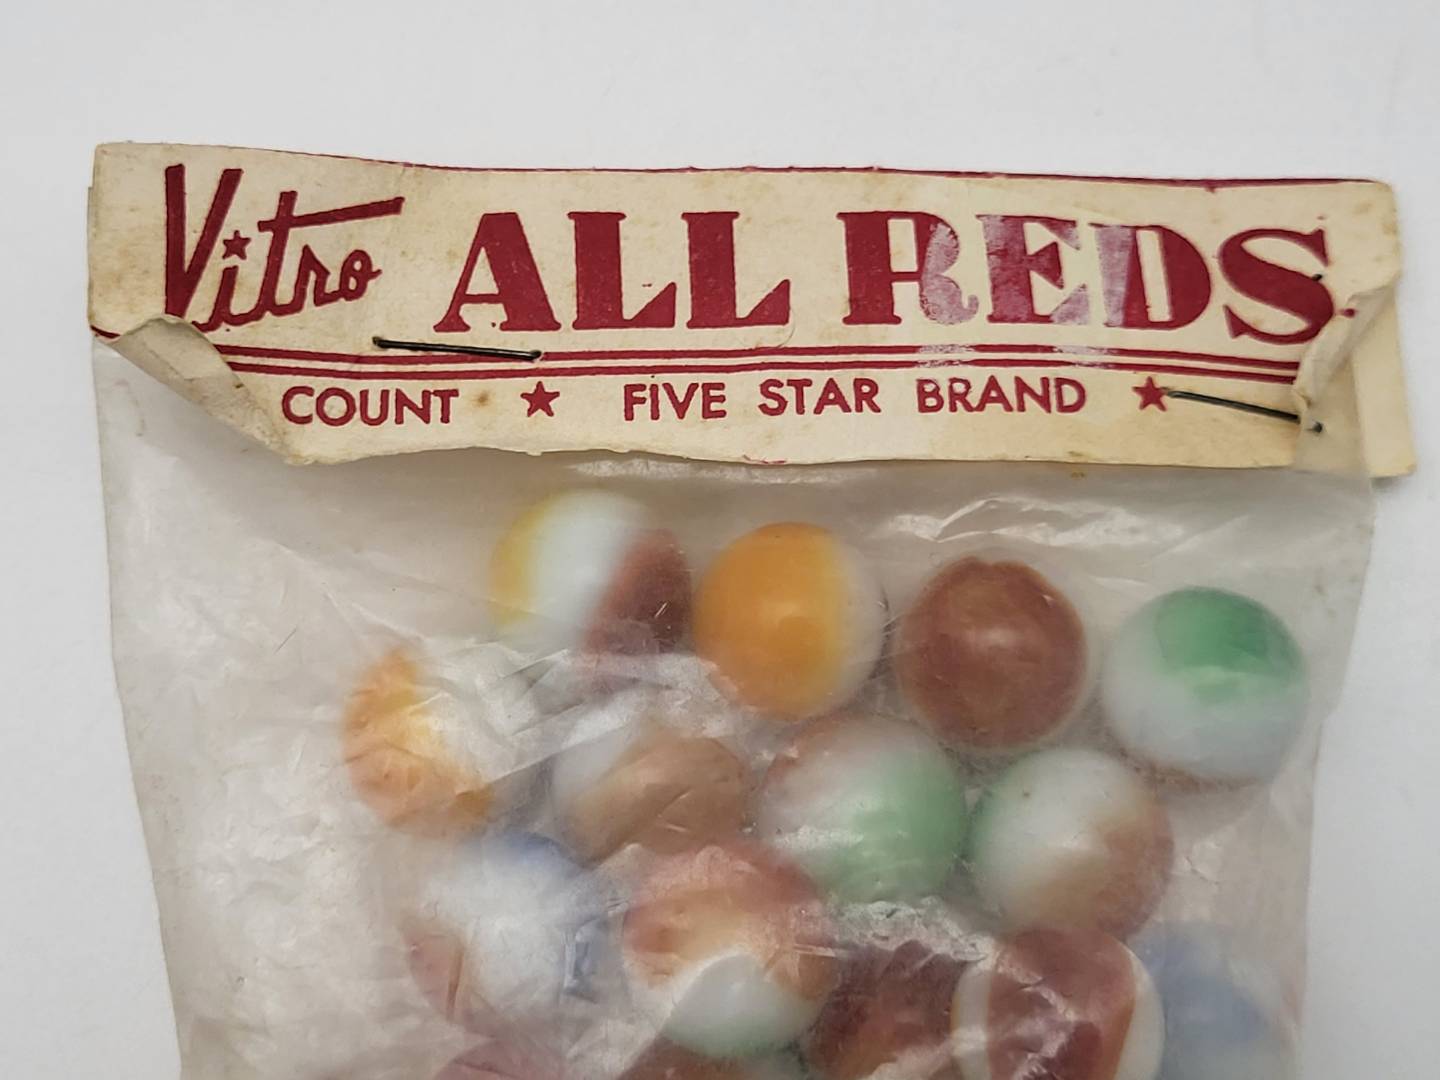 Vitro ALL REDS
COUNT ★ FIVE STAR BRAND ★